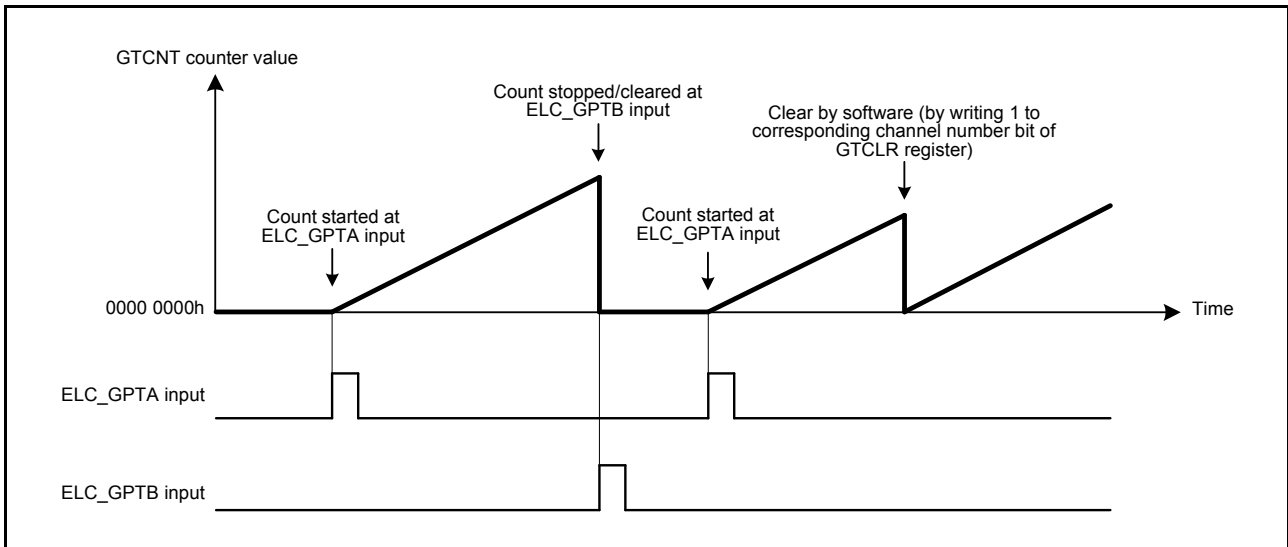 GTCNT counter value
Count stopped/cleared at
ELC_GPTB input
Clear by software (by writing 1 to
corresponding channel number bit of
GTCLR register)
Count started at
ELC_GPTA input
Count started at
ELC_GPTA input
0000 0000h
Time
ELC_GPTA input
ELC_GPTB input